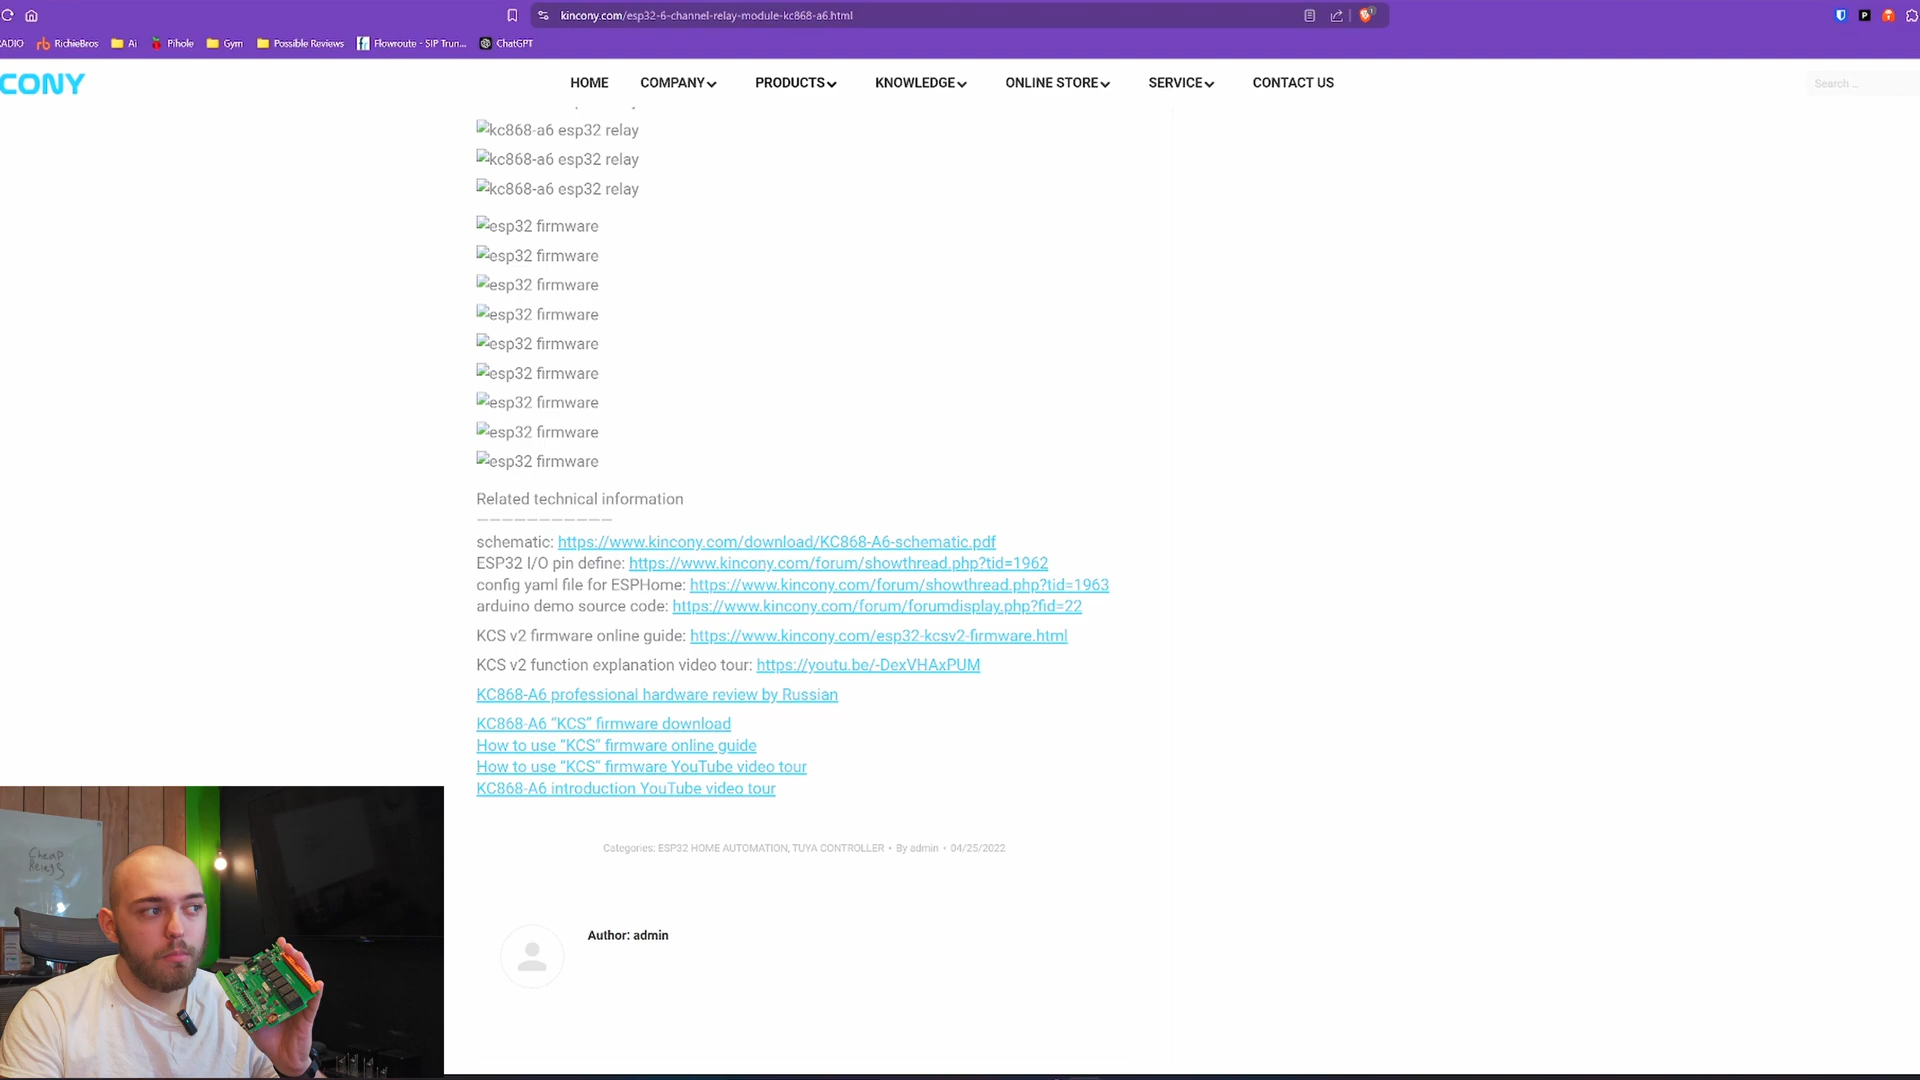 kincony.com/esp32-6-channel-relay-module-kc868-a6.html
ADIO RichieBros Ai Pihole Gym Possible Reviews Flowroute - SIP Trun... ChatGPT
CONY HOME COMPANY PRODUCTS KNOWLEDGE ONLINE STORE SERVICE CONTACT US Search ...
kc868-a6 esp32 relay
kc868-a6 esp32 relay
kc868-a6 esp32 relay
esp32 firmware
esp32 firmware
esp32 firmware
esp32 firmware
esp32 firmware
esp32 firmware
esp32 firmware
esp32 firmware
esp32 firmware
Related technical information
———————————
schematic: https://www.kincony.com/download/KC868-A6-schematic.pdf
ESP32 I/O pin define: https://www.kincony.com/forum/showthread.php?tid=1962
config yaml file for ESPHome: https://www.kincony.com/forum/showthread.php?tid=1963
arduino demo source code: https://www.kincony.com/forum/forumdisplay.php?fid=22
KCS v2 firmware online guide: https://www.kincony.com/esp32-kcsv2-firmware.html
KCS v2 function explanation video tour: https://youtu.be/-DexVHAxPUM
KC868-A6 professional hardware review by Russian
KC868-A6 “KCS” firmware download
How to use “KCS“ firmware online guide
How to use “KCS“ firmware YouTube video tour
KC868-A6 introduction YouTube video tour
Categories: ESP32 HOME AUTOMATION, TUYA CONTROLLER • By admin • 04/25/2022
Author: admin
Cheap
Relays